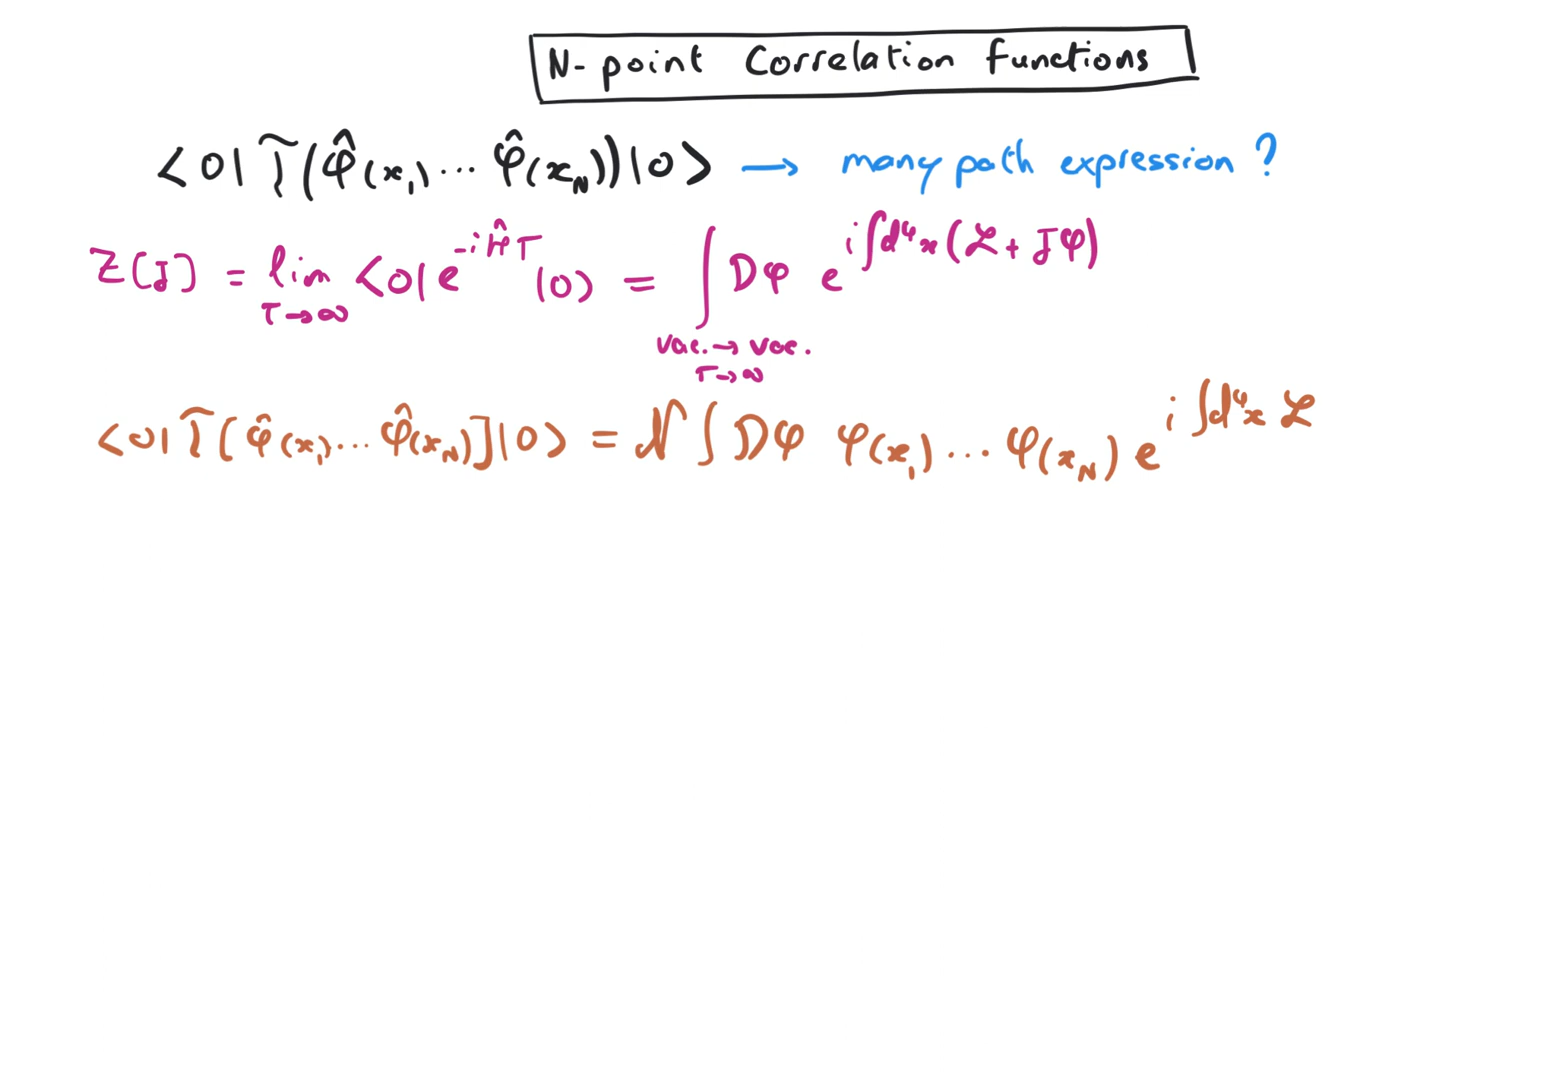 N-point Correlation functions
<0|T(φ̂(x₁)...φ̂(x_N))|0> → many path expression?
Z[J] = lim_{T→∞} <0|e^{-iĤT}|0> = ∫_{vac.→vac. T→∞} Dφ e^{i∫d⁴x(ℒ+Jφ)}
<0|T[φ̂(x₁)...φ̂(x_N)]|0> = 𝒩∫Dφ φ(x₁)...φ(x_N) e^{i∫d⁴x ℒ}